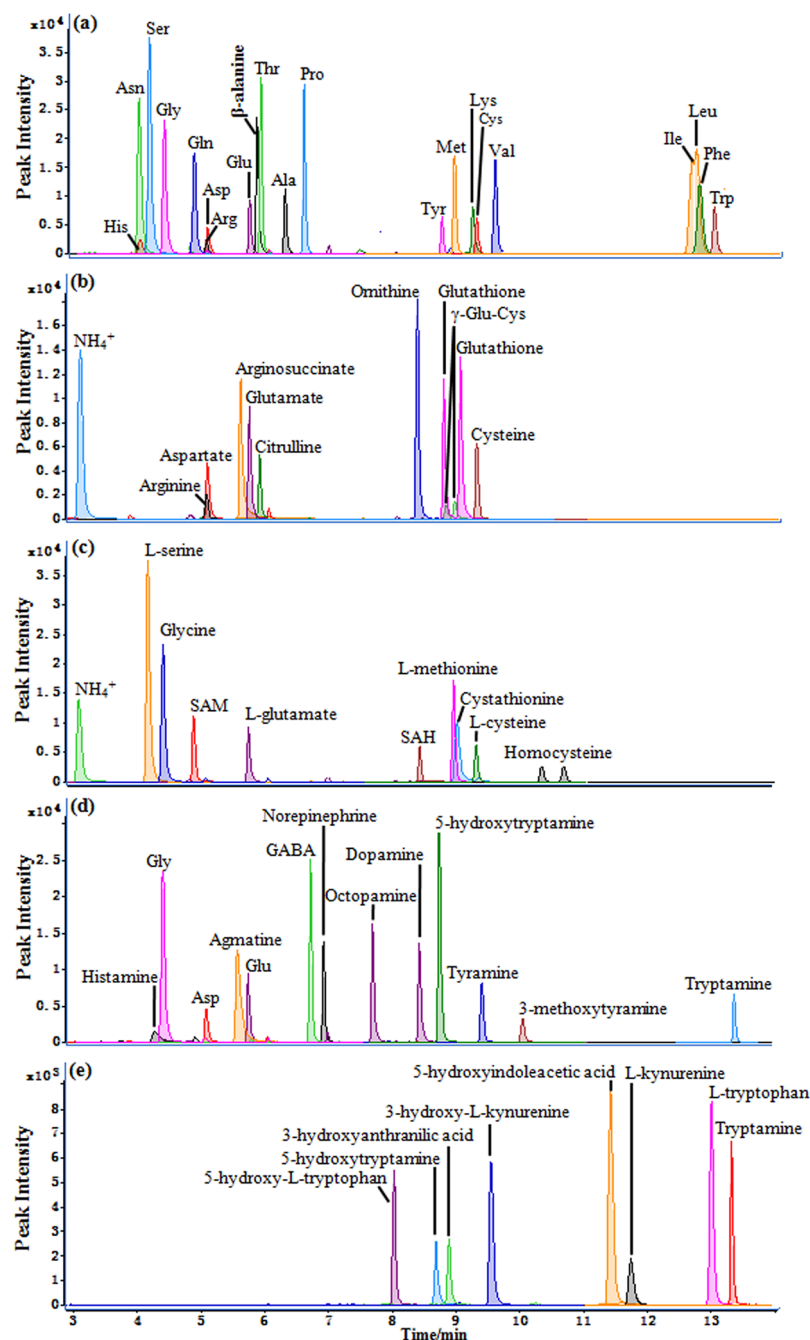 (a)
x10⁴
Peak Intensity
3.5
3
2.5
2
1.5
1
0.5
0
Ser
Asn
Gly
His
Gln
Asp
Arg
Glu
β-alanine
Thr
Ala
Pro
Tyr
Met
Lys
Cys
Val
Ile
Leu
Phe
Trp
(b)
x10⁴
Peak Intensity
1.8
1.6
1.4
1.2
1
0.8
0.6
0.4
0.2
0
NH₄⁺
Aspartate
Arginine
Arginosuccinate
Glutamate
Citrulline
Ornithine
Glutathione
γ-Glu-Cys
Glutathione
Cysteine
(c)
x10⁴
Peak Intensity
3.5
3
2.5
2
1.5
1
0.5
0
NH₄⁺
L-serine
Glycine
SAM
L-glutamate
SAH
L-methionine
Cystathionine
L-cysteine
Homocysteine
(d)
x10⁴
Peak Intensity
2.5
2
1.5
1
0.5
0
Histamine
Gly
Asp
Agmatine
Glu
GABA
Norepinephrine
Octopamine
Dopamine
5-hydroxytryptamine
Tyramine
3-methoxytyramine
Tryptamine
(e)
x10⁵
Peak Intensity
8
7
6
5
4
3
2
1
0
5-hydroxyindoleacetic acid
L-kynurenine
L-tryptophan
3-hydroxy-L-kynurenine
Tryptamine
3-hydroxyanthranilic acid
5-hydroxytryptamine
5-hydroxy-L-tryptophan
3 4 5 6 7 8 9 10 11 12 13
Time/min